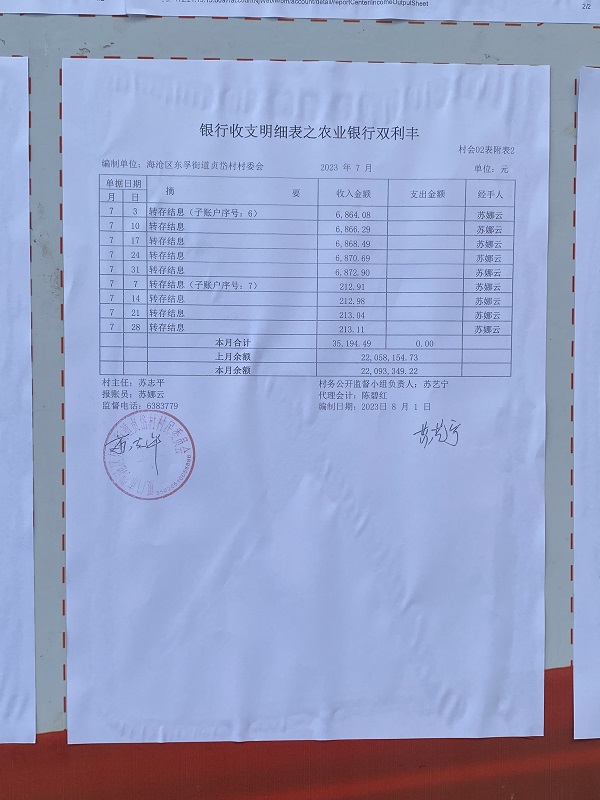 2/2
银行收支明细表之农业银行双利丰
村会02表附表2
编制单位：海沧区东孚街道贞岱村村委会 2023 年 7 月 单位：元
单据日期 摘 要 收入金额 支出金额 经手人
月 日
7 3 转存结息（子账户序号：6） 6,864.08 苏娜云
7 10 转存结息 6,866.29 苏娜云
7 17 转存结息 6,868.49 苏娜云
7 24 转存结息 6,870.69 苏娜云
7 31 转存结息 6,872.90 苏娜云
7 7 转存结息（子账户序号：7） 212.91 苏娜云
7 14 转存结息 212.98 苏娜云
7 21 转存结息 213.04 苏娜云
7 28 转存结息 213.11 苏娜云
本月合计 35,194.49 0.00
上月余额 22,058,154.73
本月余额 22,093,349.22
村主任：苏志平 村务公开监督小组负责人：苏艺宁
报账员：苏娜云 代理会计：陈碧红
监督电话：6383779 编制日期：2023年8月1日
苏志平 苏艺宁